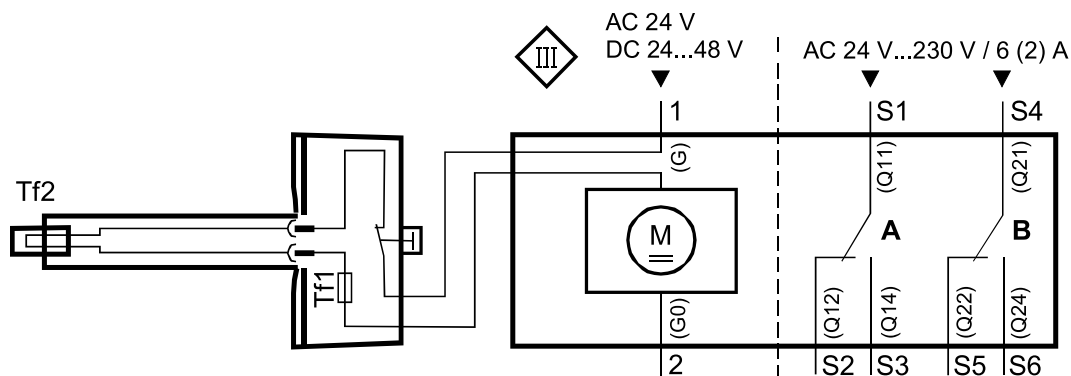 AC 24 V
DC 24...48 V
AC 24 V...230 V / 6 (2) A
III
1
S1
S4
(G)
(Q11)
(Q21)
Tf2
M
A
B
Tf1
(G0)
(Q12)
(Q14)
(Q22)
(Q24)
2
S2
S3
S5
S6